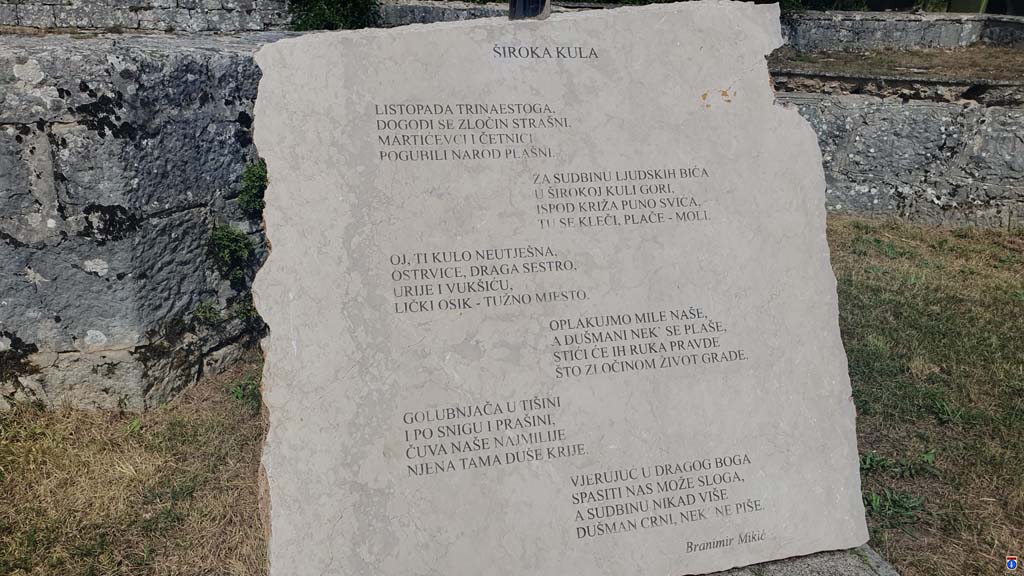 ŠIROKA KULA
LISTOPADA TRINAESTOGA,
DOGODI SE ZLOČIN STRAŠNI.
MARTIĆEVCI I ČETNICI
POGUBILI NAROD PLAŠNI.
ZA SUDBINU LJUDSKIH BIĆA
U ŠIROKOJ KULI GORI,
ISPOD KRIŽA PUNO SVIĆA,
TU SE KLEČI, PLAČE - MOLI.
OJ, TI KULO NEUTJEŠNA,
OSTRVICE, DRAGA SESTRO,
URIJE I VUKŠIĆU,
LIČKI OSIK - TUŽNO MJESTO.
OPLAKUJMO MILE NAŠE,
A DUŠMANI NEK' SE PLAŠE,
STIĆI ĆE IH RUKA PRAVDE
ŠTO ZLOČINOM ŽIVOT GRADE.
GOLUBNJAČA U TIŠINI
I PO SNIGU I PRAŠINI,
ČUVA NAŠE NAJMILIJE
NJENA TAMA DUŠE KRIJE.
VJERUJUĆ U DRAGOG BOGA
SPASITI NAS MOŽE SLOGA,
A SUDBINU NIKAD VIŠE
DUŠMAN CRNI, NEK' NE PIŠE.
Branimir Mikić